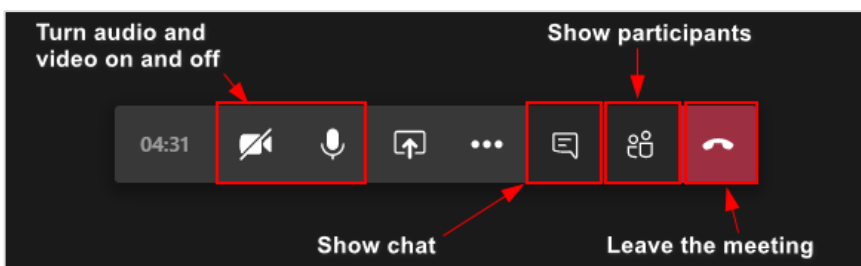 Turn audio and
video on and off
Show participants
04:31
Show chat
Leave the meeting